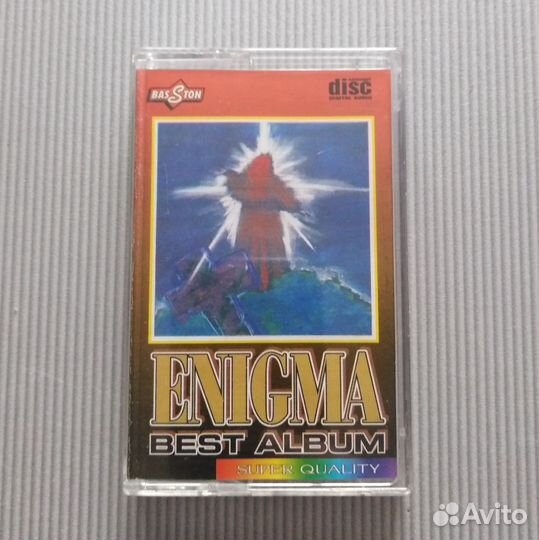 BASSTON
disc
DIGITAL AUDIO
ENIGMA
BEST ALBUM
SUPER QUALITY
Avito